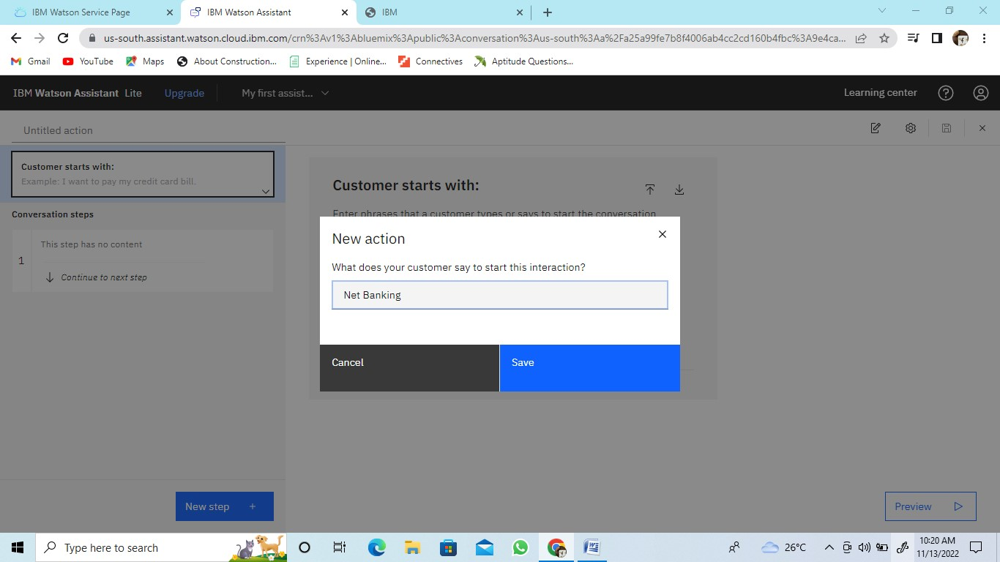 IBM Watson Service Page
IBM Watson Assistant
IBM
us-south.assistant.watson.cloud.ibm.com/crn%3Av1%3Abluemix%3Apublic%3Aconversation%3Aus-south%3Aa%2Fa25a99fe7b8f4006ab4cc2cd160b4fbc%3A9e4ca...
Gmail
YouTube
Maps
About Construction...
Experience | Online...
Connectives
Aptitude Questions...
IBM Watson Assistant Lite
Upgrade
My first assist...
Learning center
Untitled action
Customer starts with:
Example: I want to pay my credit card bill.
Conversation steps
1
This step has no content
Continue to next step
New step +
Customer starts with:
Enter phrases that a customer types or says to start the conversation
New action
What does your customer say to start this interaction?
Net Banking
Cancel
Save
Preview
Type here to search
26°C
10:20 AM
11/13/2022